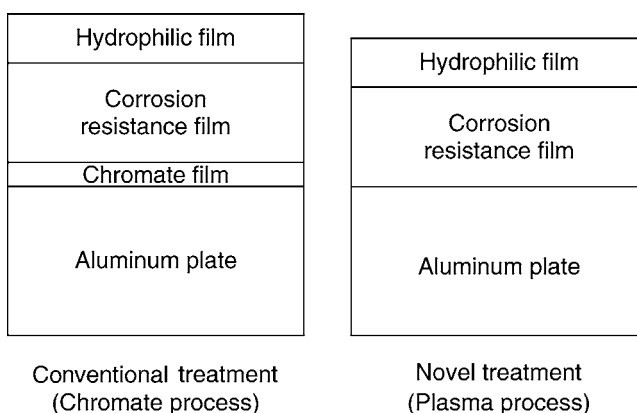 Hydrophilic film
Corrosion
resistance film
Chromate film
Aluminum plate
Conventional treatment
(Chromate process)
Hydrophilic film
Corrosion
resistance film
Aluminum plate
Novel treatment
(Plasma process)